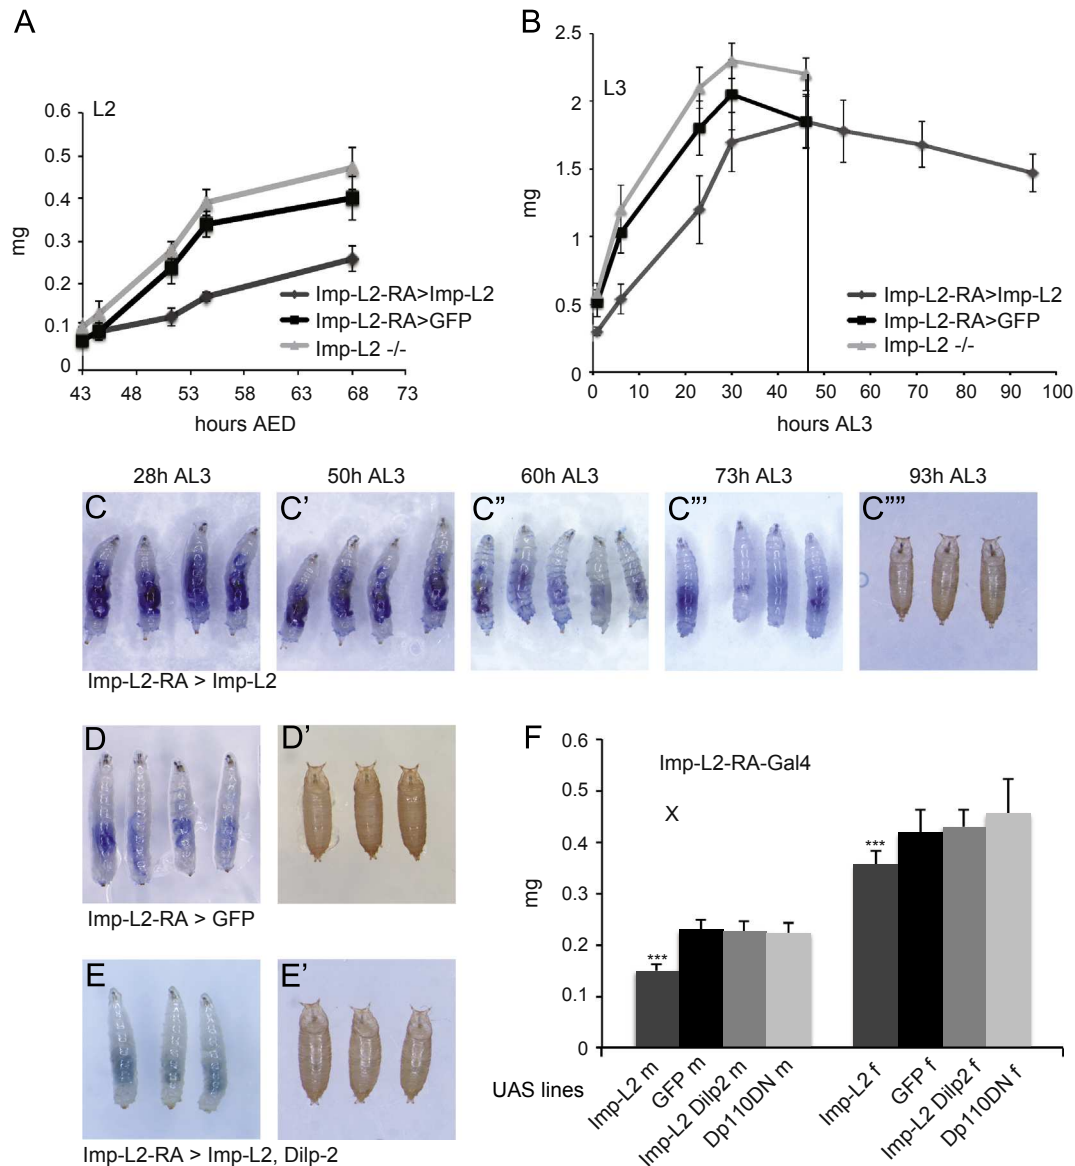 A
L2
0.6
0.5
0.4
0.3
0.2
0.1
0
mg
43 48 53 58 63 68 73
hours AED
Imp-L2-RA>Imp-L2
Imp-L2-RA>GFP
Imp-L2 -/-
B
L3
2.5
2
1.5
1
0.5
0
mg
0 10 20 30 40 50 60 70 80 90 100
hours AL3
Imp-L2-RA>Imp-L2
Imp-L2-RA>GFP
Imp-L2 -/-
28h AL3 50h AL3 60h AL3 73h AL3 93h AL3
C C' C" C"' C""
Imp-L2-RA > Imp-L2
D D'
Imp-L2-RA > GFP
E E'
Imp-L2-RA > Imp-L2, Dilp-2
F
Imp-L2-RA-Gal4
X
0.6
0.5
0.4
0.3
0.2
0.1
0
mg
*** ***
UAS lines
Imp-L2 m
GFP m
Imp-L2 Dilp2 m
Dp110DN m
Imp-L2 f
GFP f
Imp-L2 Dilp2 f
Dp110DN f